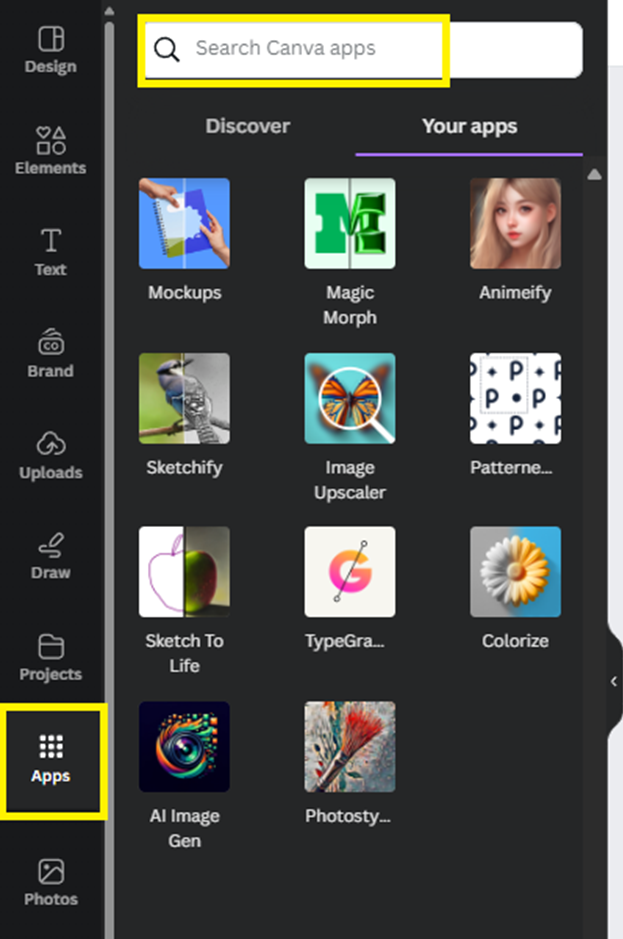 Design
Elements
Text
Brand
Uploads
Draw
Projects
Apps
Photos
Search Canva apps
Discover
Your apps
Mockups
Magic
Morph
Animeify
Sketchify
Image
Upscaler
Patterne...
Sketch To
Life
TypeGra...
Colorize
AI Image
Gen
Photosty...